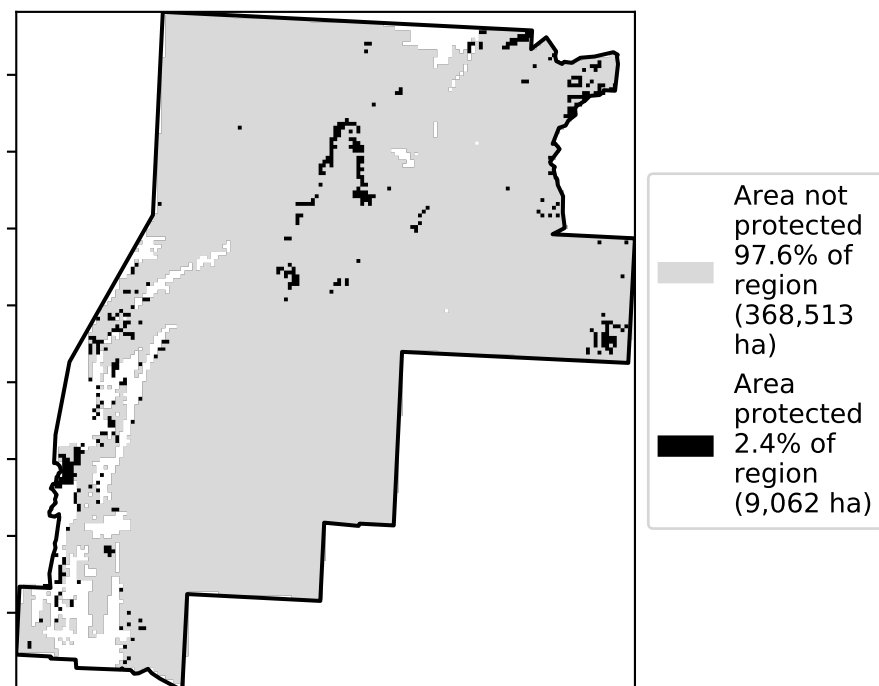 Area not
protected
97.6% of
region
(368,513
ha)
Area
protected
2.4% of
region
(9,062 ha)